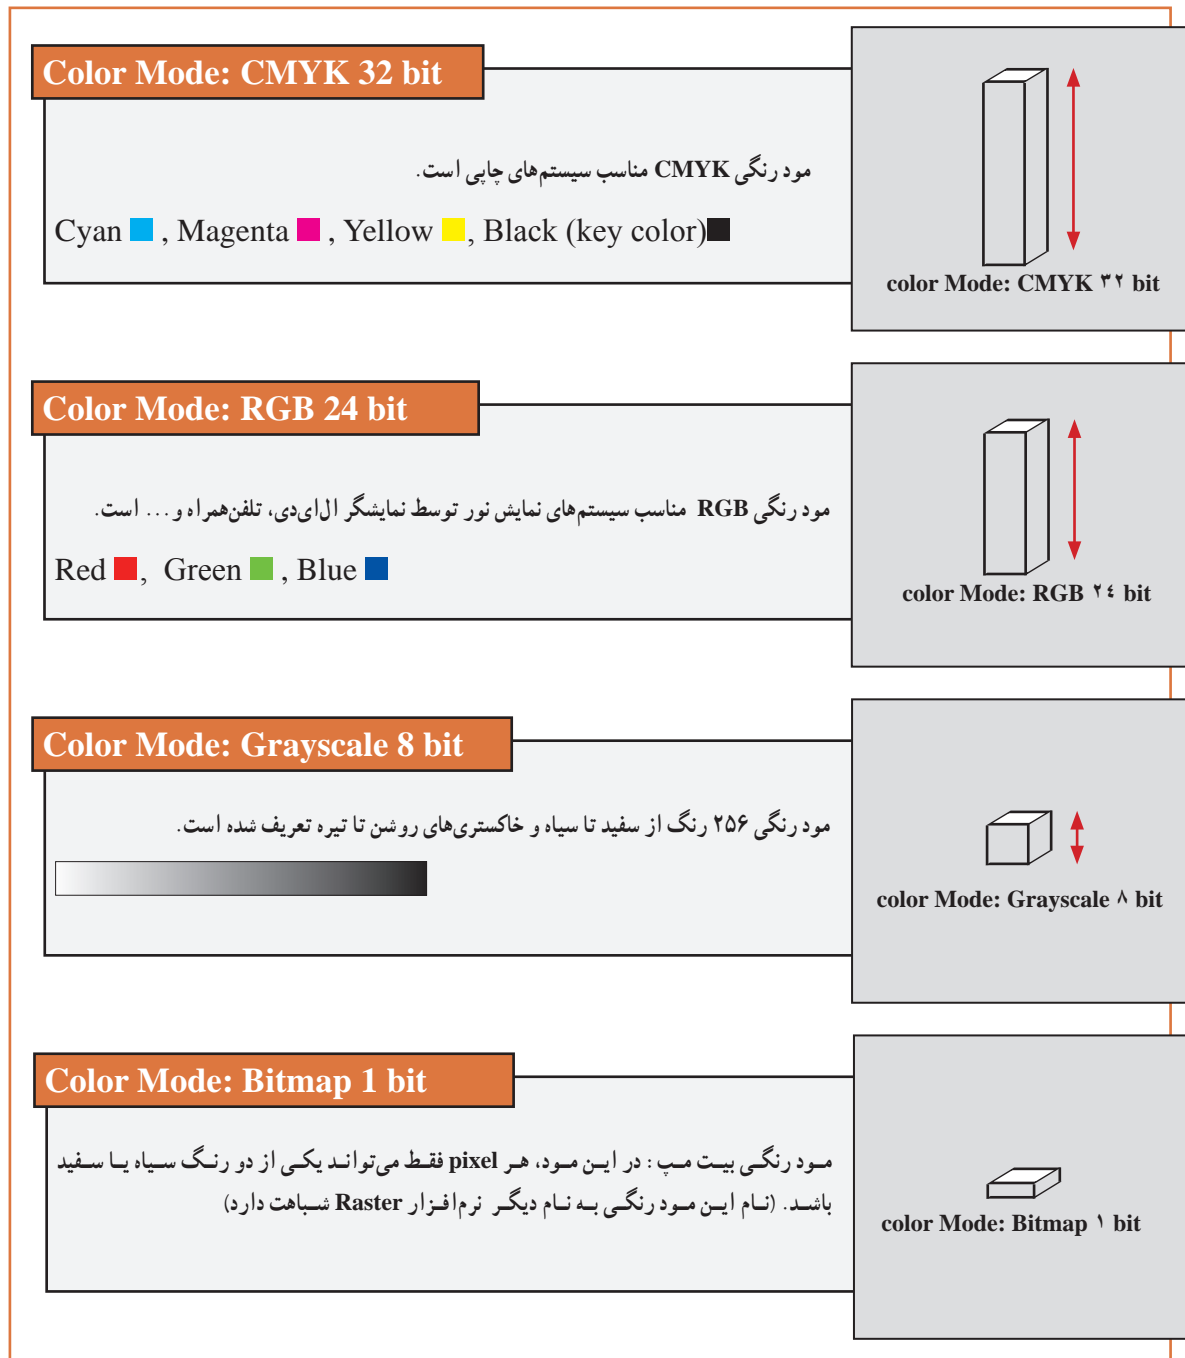 Color Mode: CMYK 32 bit
مود رنگی CMYK مناسب سیستم‌های چاپی است.
Cyan , Magenta , Yellow , Black (key color)
color Mode: CMYK ٣٢ bit
Color Mode: RGB 24 bit
مود رنگی RGB مناسب سیستم‌های نمایش نور توسط نمایشگر ال‌ای‌دی، تلفن‌همراه و... است.
Red , Green , Blue
color Mode: RGB ٢٤ bit
Color Mode: Grayscale 8 bit
مود رنگی ۲۵۶ رنگ از سفید تا سیاه و خاکستری‌های روشن تا تیره تعریف شده است.
color Mode: Grayscale ٨ bit
Color Mode: Bitmap 1 bit
مـود رنگـی بیـت مـپ : در ایـن مـود، هـر pixel فقـط می‌توانـد یکـی از دو رنـگ سـیاه یـا سـفید
باشـد. (نـام ایـن مـود رنگـی بـه نـام دیگـر نرم‌افـزار Raster شـباهت دارد)
color Mode: Bitmap ١ bit